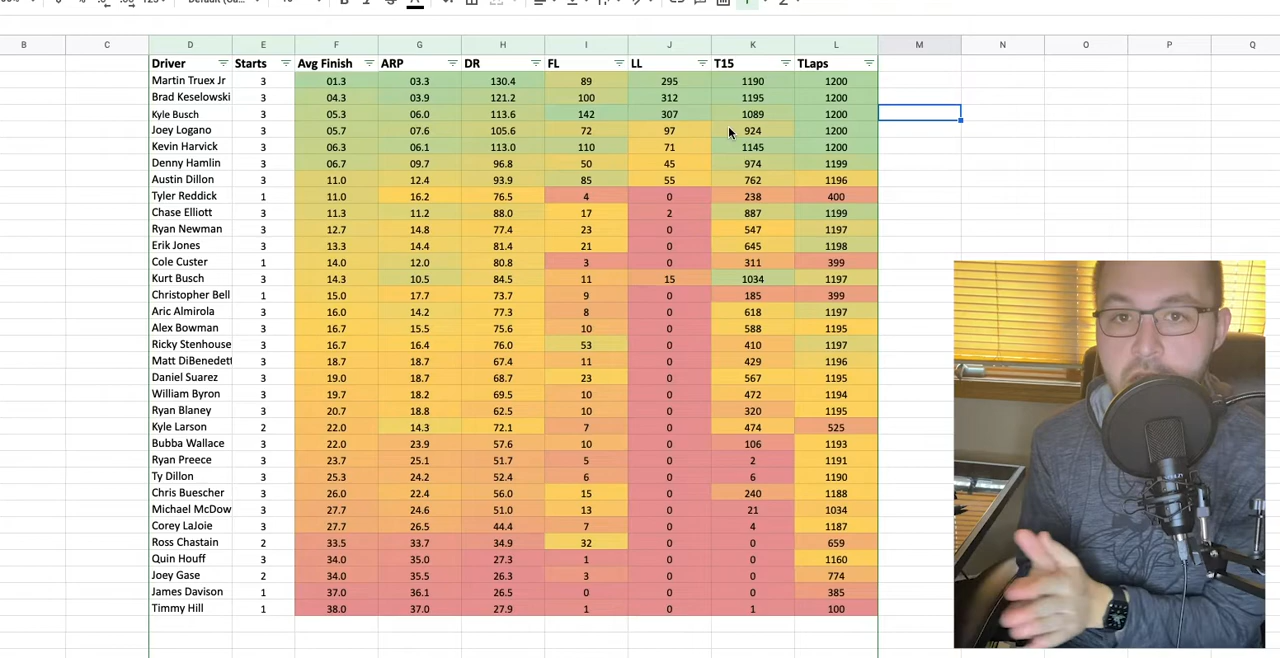 B C D E F G H I J K L M N O P Q
Driver Starts Avg Finish ARP DR FL LL T15 TLaps
Martin Truex Jr 3 01.3 03.3 130.4 89 295 1190 1200
Brad Keselowski 3 04.3 03.9 121.2 100 312 1195 1200
Kyle Busch 3 05.3 06.0 113.6 142 307 1089 1200
Joey Logano 3 05.7 07.6 105.6 72 97 924 1200
Kevin Harvick 3 06.3 06.1 113.0 110 71 1145 1200
Denny Hamlin 3 06.7 09.7 96.8 50 45 974 1199
Austin Dillon 3 11.0 12.4 93.9 85 55 762 1196
Tyler Reddick 1 11.0 16.2 76.5 4 0 238 400
Chase Elliott 3 11.3 11.2 88.0 17 2 887 1199
Ryan Newman 3 12.7 14.8 77.4 23 0 547 1197
Erik Jones 3 13.3 14.4 81.4 21 0 645 1198
Cole Custer 1 14.0 12.0 80.8 3 0 311 399
Kurt Busch 3 14.3 10.5 84.5 11 15 1034 1197
Christopher Bell 1 15.0 17.7 73.7 9 0 185 399
Aric Almirola 3 16.0 14.2 77.3 8 0 618 1197
Alex Bowman 3 16.7 15.5 75.6 10 0 588 1195
Ricky Stenhouse 3 16.7 16.4 76.0 53 0 410 1197
Matt DiBenedett 3 18.7 18.7 67.4 11 0 429 1196
Daniel Suarez 3 19.0 18.7 68.7 23 0 567 1195
William Byron 3 19.7 18.2 69.5 10 0 472 1194
Ryan Blaney 3 20.7 18.8 62.5 10 0 320 1195
Kyle Larson 2 22.0 14.3 72.1 7 0 474 525
Bubba Wallace 3 22.0 23.9 57.6 10 0 106 1193
Ryan Preece 3 23.7 25.1 51.7 5 0 2 1191
Ty Dillon 3 25.3 24.2 52.4 6 0 6 1190
Chris Buescher 3 26.0 22.4 56.0 15 0 240 1188
Michael McDow 3 27.7 24.6 51.0 13 0 21 1034
Corey LaJoie 3 27.7 26.5 44.4 7 0 4 1187
Ross Chastain 2 33.5 33.7 34.9 32 0 0 659
Quin Houff 3 34.0 35.0 27.3 1 0 0 1160
Joey Gase 2 34.0 35.5 26.3 3 0 0 774
James Davison 1 37.0 36.1 26.5 0 0 0 385
Timmy Hill 1 38.0 37.0 27.9 1 0 1 100